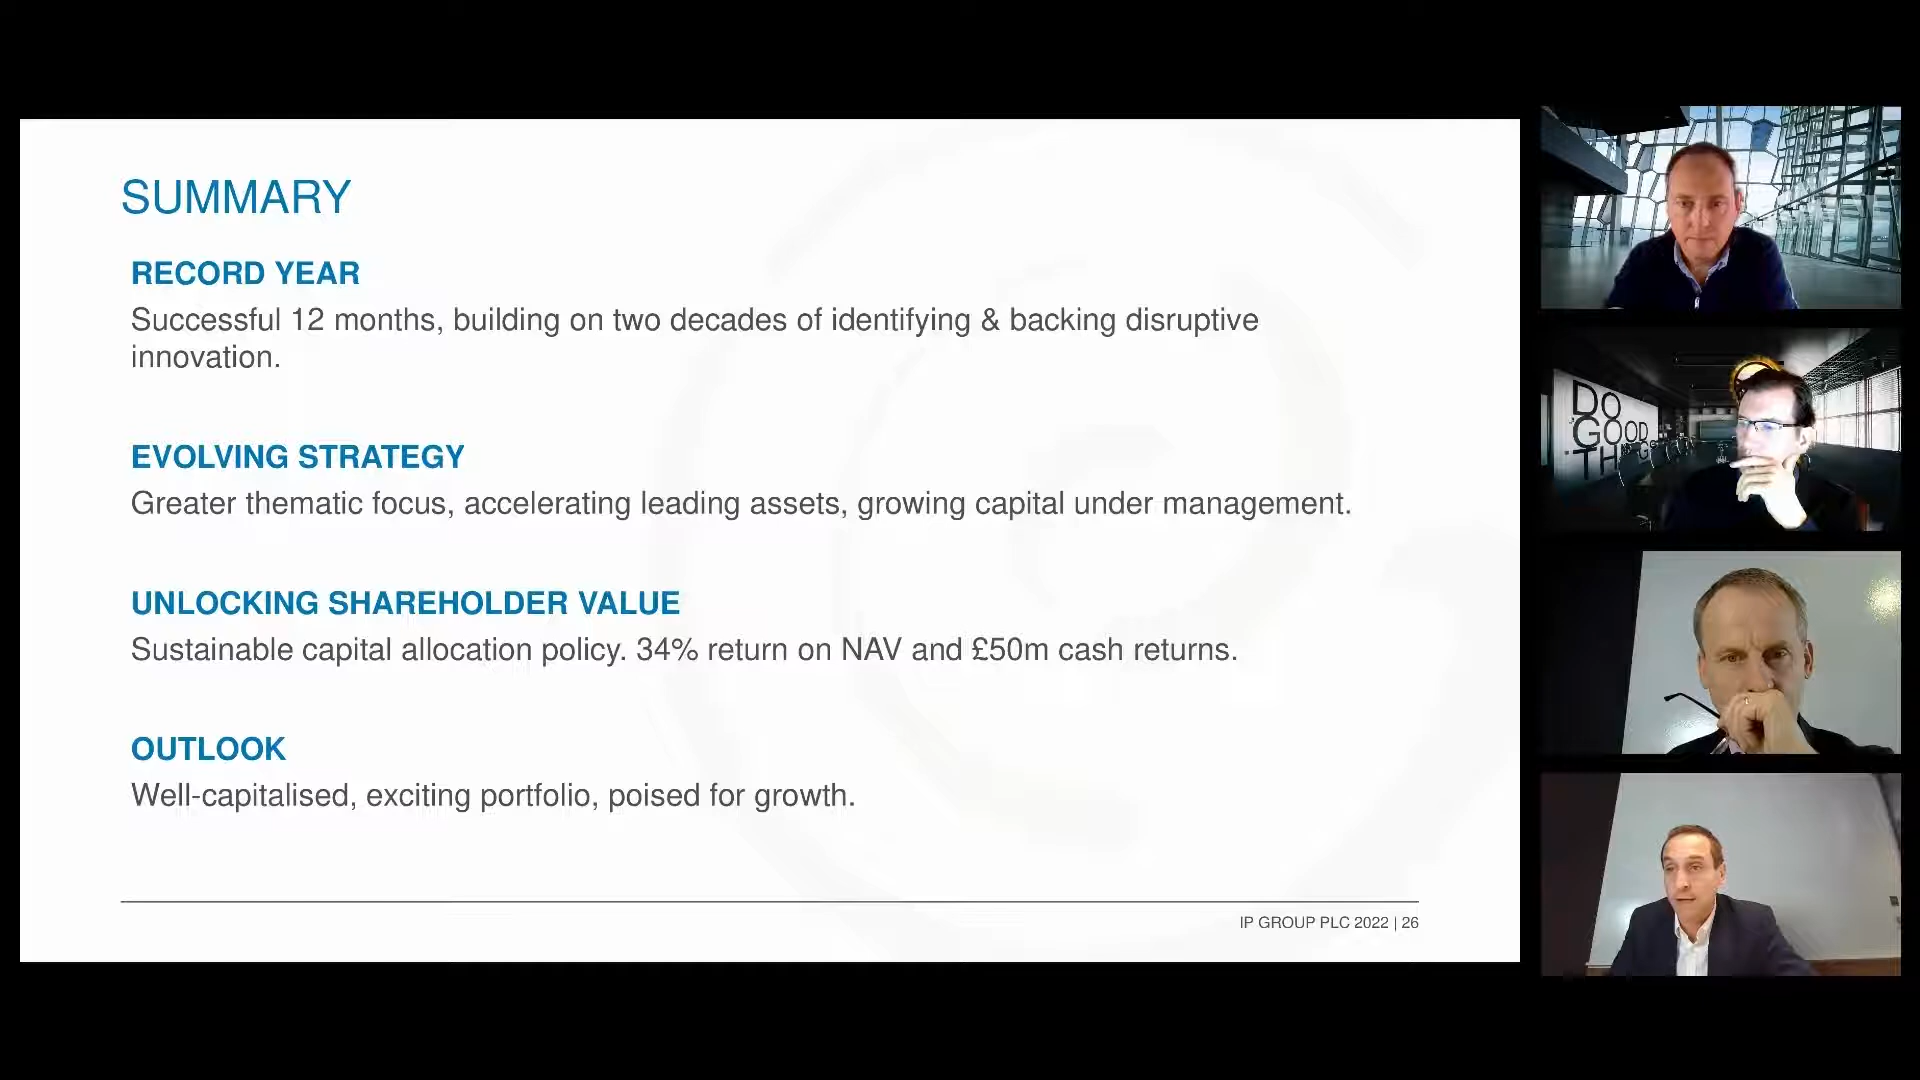 SUMMARY
RECORD YEAR
Successful 12 months, building on two decades of identifying & backing disruptive
innovation.
EVOLVING STRATEGY
Greater thematic focus, accelerating leading assets, growing capital under management.
UNLOCKING SHAREHOLDER VALUE
Sustainable capital allocation policy. 34% return on NAV and £50m cash returns.
OUTLOOK
Well-capitalised, exciting portfolio, poised for growth.
IP GROUP PLC 2022 | 26
DO
GOOD